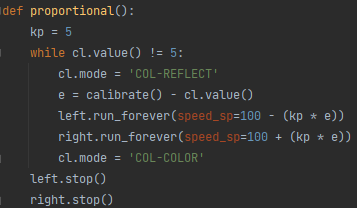 def proportional():
    kp = 5
    while cl.value() != 5:
        cl.mode = 'COL-REFLECT'
        e = calibrate() - cl.value()
        left.run_forever(speed_sp=100 - (kp * e))
        right.run_forever(speed_sp=100 + (kp * e))
        cl.mode = 'COL-COLOR'
    left.stop()
    right.stop()